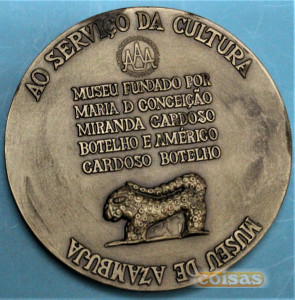 AO SERVIÇO DA CULTURA
AAA
MUSEU FUNDADO POR
MARIA D CONCEIÇÃO
MIRANDA CARDOSO
BOTELHO E AMÉRICO
CARDOSO BOTELHO
MUSEU DE AZAMBUJA
coisas